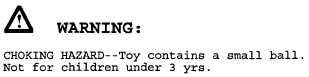 WARNING:
CHOKING HAZARD--Toy contains a small ball.
Not for children under 3 yrs.